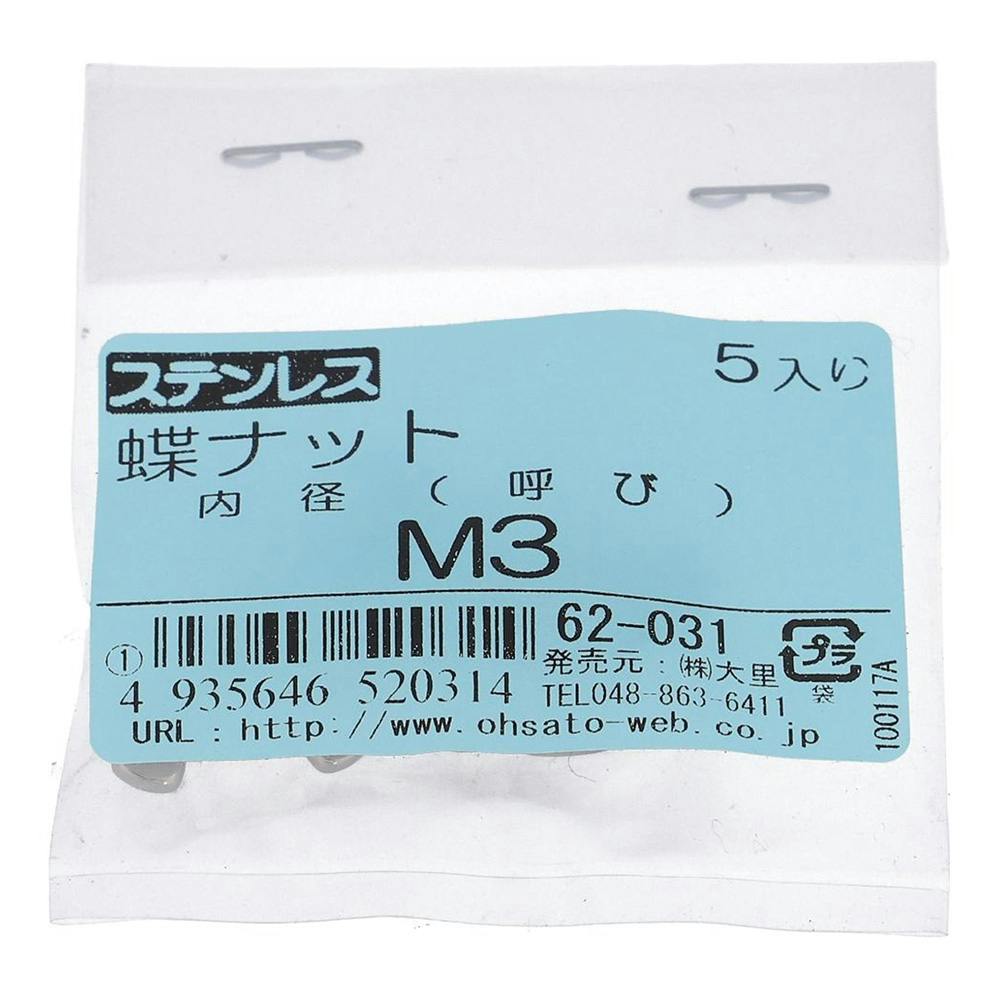 ステンレス
5入り
蝶ナット
内径(呼び)
M3
① 4 935646 520314
62-031
発売元:㈱大里
TEL048-863-6411
URL:http://www.ohsato-web.co.jp
プラ
袋
100117A